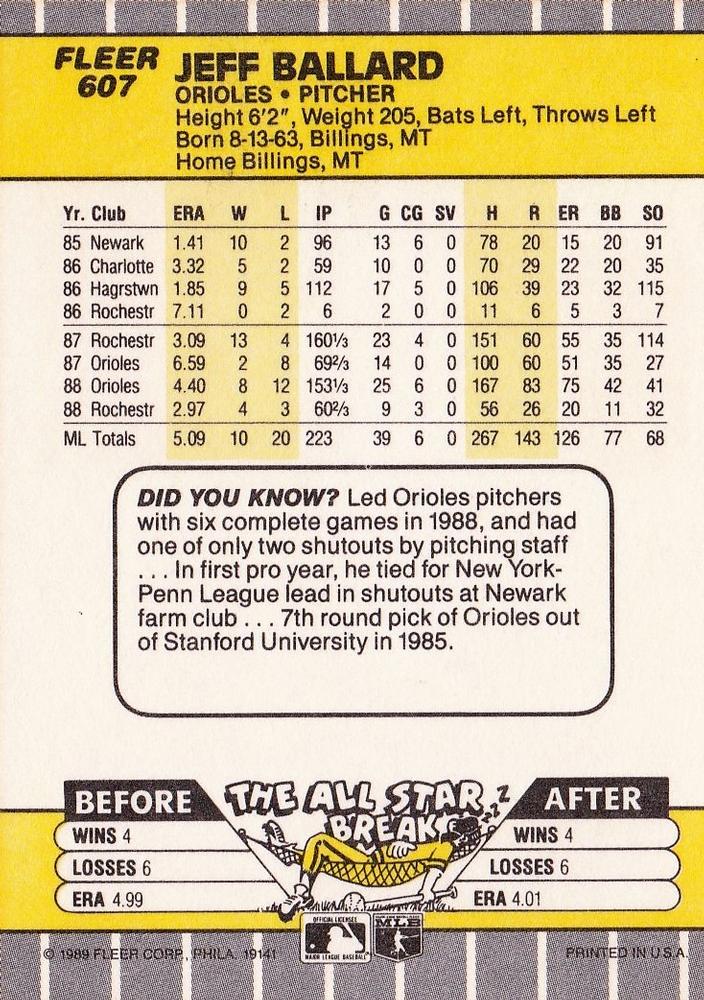 FLEER
607
JEFF BALLARD
ORIOLES • PITCHER
Height 6'2", Weight 205, Bats Left, Throws Left
Born 8-13-63, Billings, MT
Home Billings, MT
Yr. Club ERA W L IP G CG SV H R ER BB SO
85 Newark 1.41 10 2 96 13 6 0 78 20 15 20 91
86 Charlotte 3.32 5 2 59 10 0 0 70 29 22 20 35
86 Hagrstwn 1.85 9 5 112 17 5 0 106 39 23 32 115
86 Rochestr 7.11 0 2 6 2 0 0 11 6 5 3 7
87 Rochestr 3.09 13 4 160⅓ 23 4 0 151 60 55 35 114
87 Orioles 6.59 2 8 69⅔ 14 0 0 100 60 51 35 27
88 Orioles 4.40 8 12 153⅓ 25 6 0 167 83 75 42 41
88 Rochestr 2.97 4 3 60⅔ 9 3 0 56 26 20 11 32
ML Totals 5.09 10 20 223 39 6 0 267 143 126 77 68
DID YOU KNOW? Led Orioles pitchers
with six complete games in 1988, and had
one of only two shutouts by pitching staff
. . . In first pro year, he tied for New York-
Penn League lead in shutouts at Newark
farm club . . . 7th round pick of Orioles out
of Stanford University in 1985.
THE ALL STAR
BREAK
ZZZ
BEFORE
WINS 4
LOSSES 6
ERA 4.99
AFTER
WINS 4
LOSSES 6
ERA 4.01
© 1989 FLEER CORP., PHILA. 19141
OFFICIAL LICENSEE
MAJOR LEAGUE BASEBALL
MLB
PRINTED IN U.S.A.